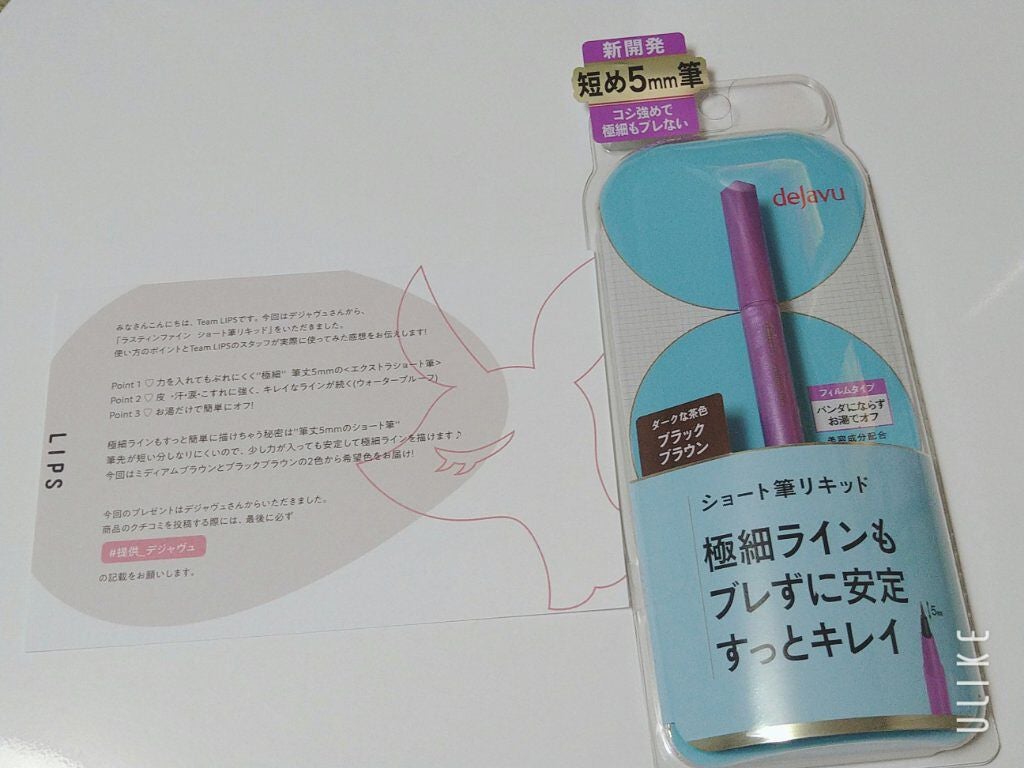 みなさんこんにちは、Team LIPSです。今回はデジャヴュさんから、
「ラスティンファイン ショート筆リキッド」をいただきました。
使い方のポイントとTeam LIPSのスタッフが実際に使ってみた感想をお伝えします!
Point 1 ♡ 力を入れてもぶれにくく"極細" 筆丈5mmの<エクストラショート筆>
Point 2 ♡ 皮脂・汗・涙・こすれに強く、キレイなラインが続く(ウォータープルーフ)
Point 3 ♡ お湯だけで簡単にオフ!
極細ラインもすっと簡単に描けちゃう秘密は"筆丈5mmのショート筆"
筆先が短い分しなりにくいので、少し力が入っても安定して極細ラインを描けます♪
今回はミディアムブラウンとブラックブラウンの2色から希望色をお届け!
今回のプレゼントはデジャヴュさんからいただきました。
商品のクチコミを投稿する際には、最後に必ず
#提供_デジャヴュ
の記載をお願いします。
LIPS
新開発
短め5mm筆
コシ強めで
極細もブレない
dejavu
フィルムタイプ
パンダにならず
お湯でオフ
美容成分配合
ダークな茶色
ブラック
ブラウン
ショート筆リキッド
極細ラインも
ブレずに安定
すっとキレイ
5mm
ULIKE